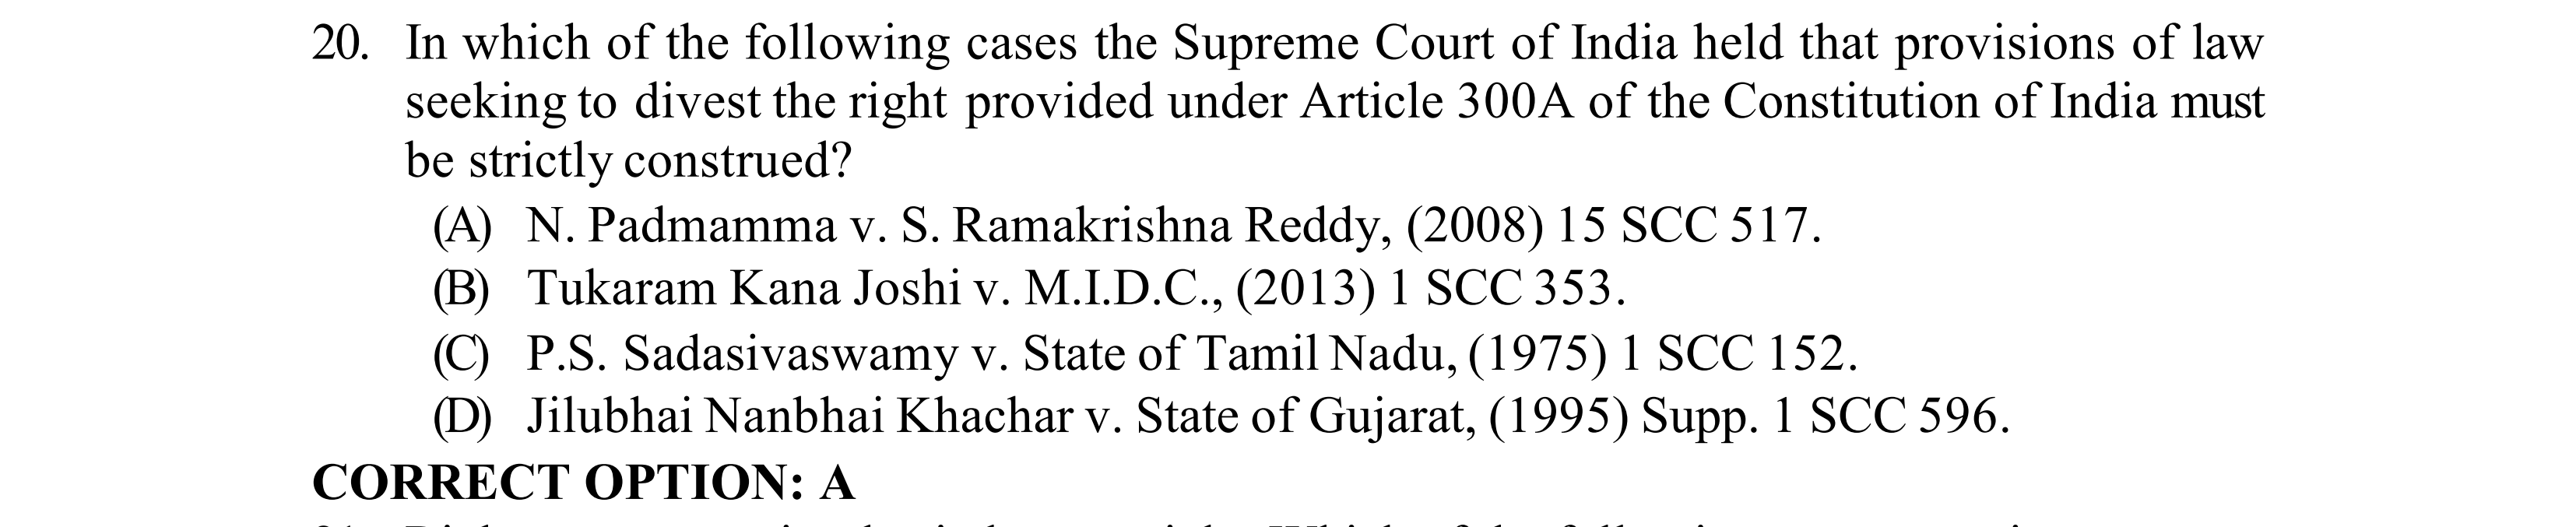 20. In which of the following cases the Supreme Court of India held that provisions of law
seeking to divest the right provided under Article 300A of the Constitution of India must
be strictly construed?
(A) N. Padmamma v. S. Ramakrishna Reddy, (2008) 15 SCC 517.
(B) Tukaram Kana Joshi v. M.I.D.C., (2013) 1 SCC 353.
(C) P.S. Sadasivaswamy v. State of Tamil Nadu, (1975) 1 SCC 152.
(D) Jilubhai Nanbhai Khachar v. State of Gujarat, (1995) Supp. 1 SCC 596.
CORRECT OPTION: A